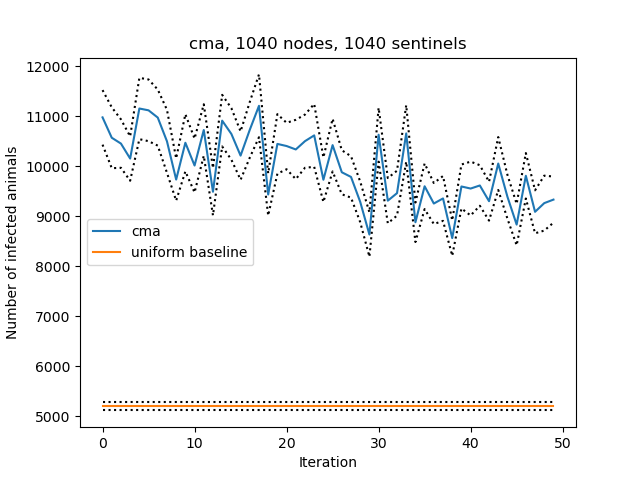 cma, 1040 nodes, 1040 sentinels
Number of infected animals
12000
11000
10000
9000
8000
7000
6000
5000
cma
uniform baseline
0
10
20
30
40
50
Iteration